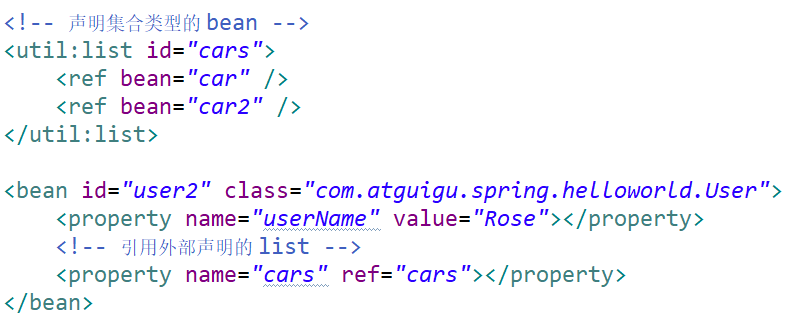 <!-- 声明集合类型的 bean -->
<util:list id="cars">
    <ref bean="car" />
    <ref bean="car2" />
</util:list>

<bean id="user2" class="com.atguigu.spring.helloworld.User">
    <property name="userName" value="Rose"></property>
    <!-- 引用外部声明的 list -->
    <property name="cars" ref="cars"></property>
</bean>